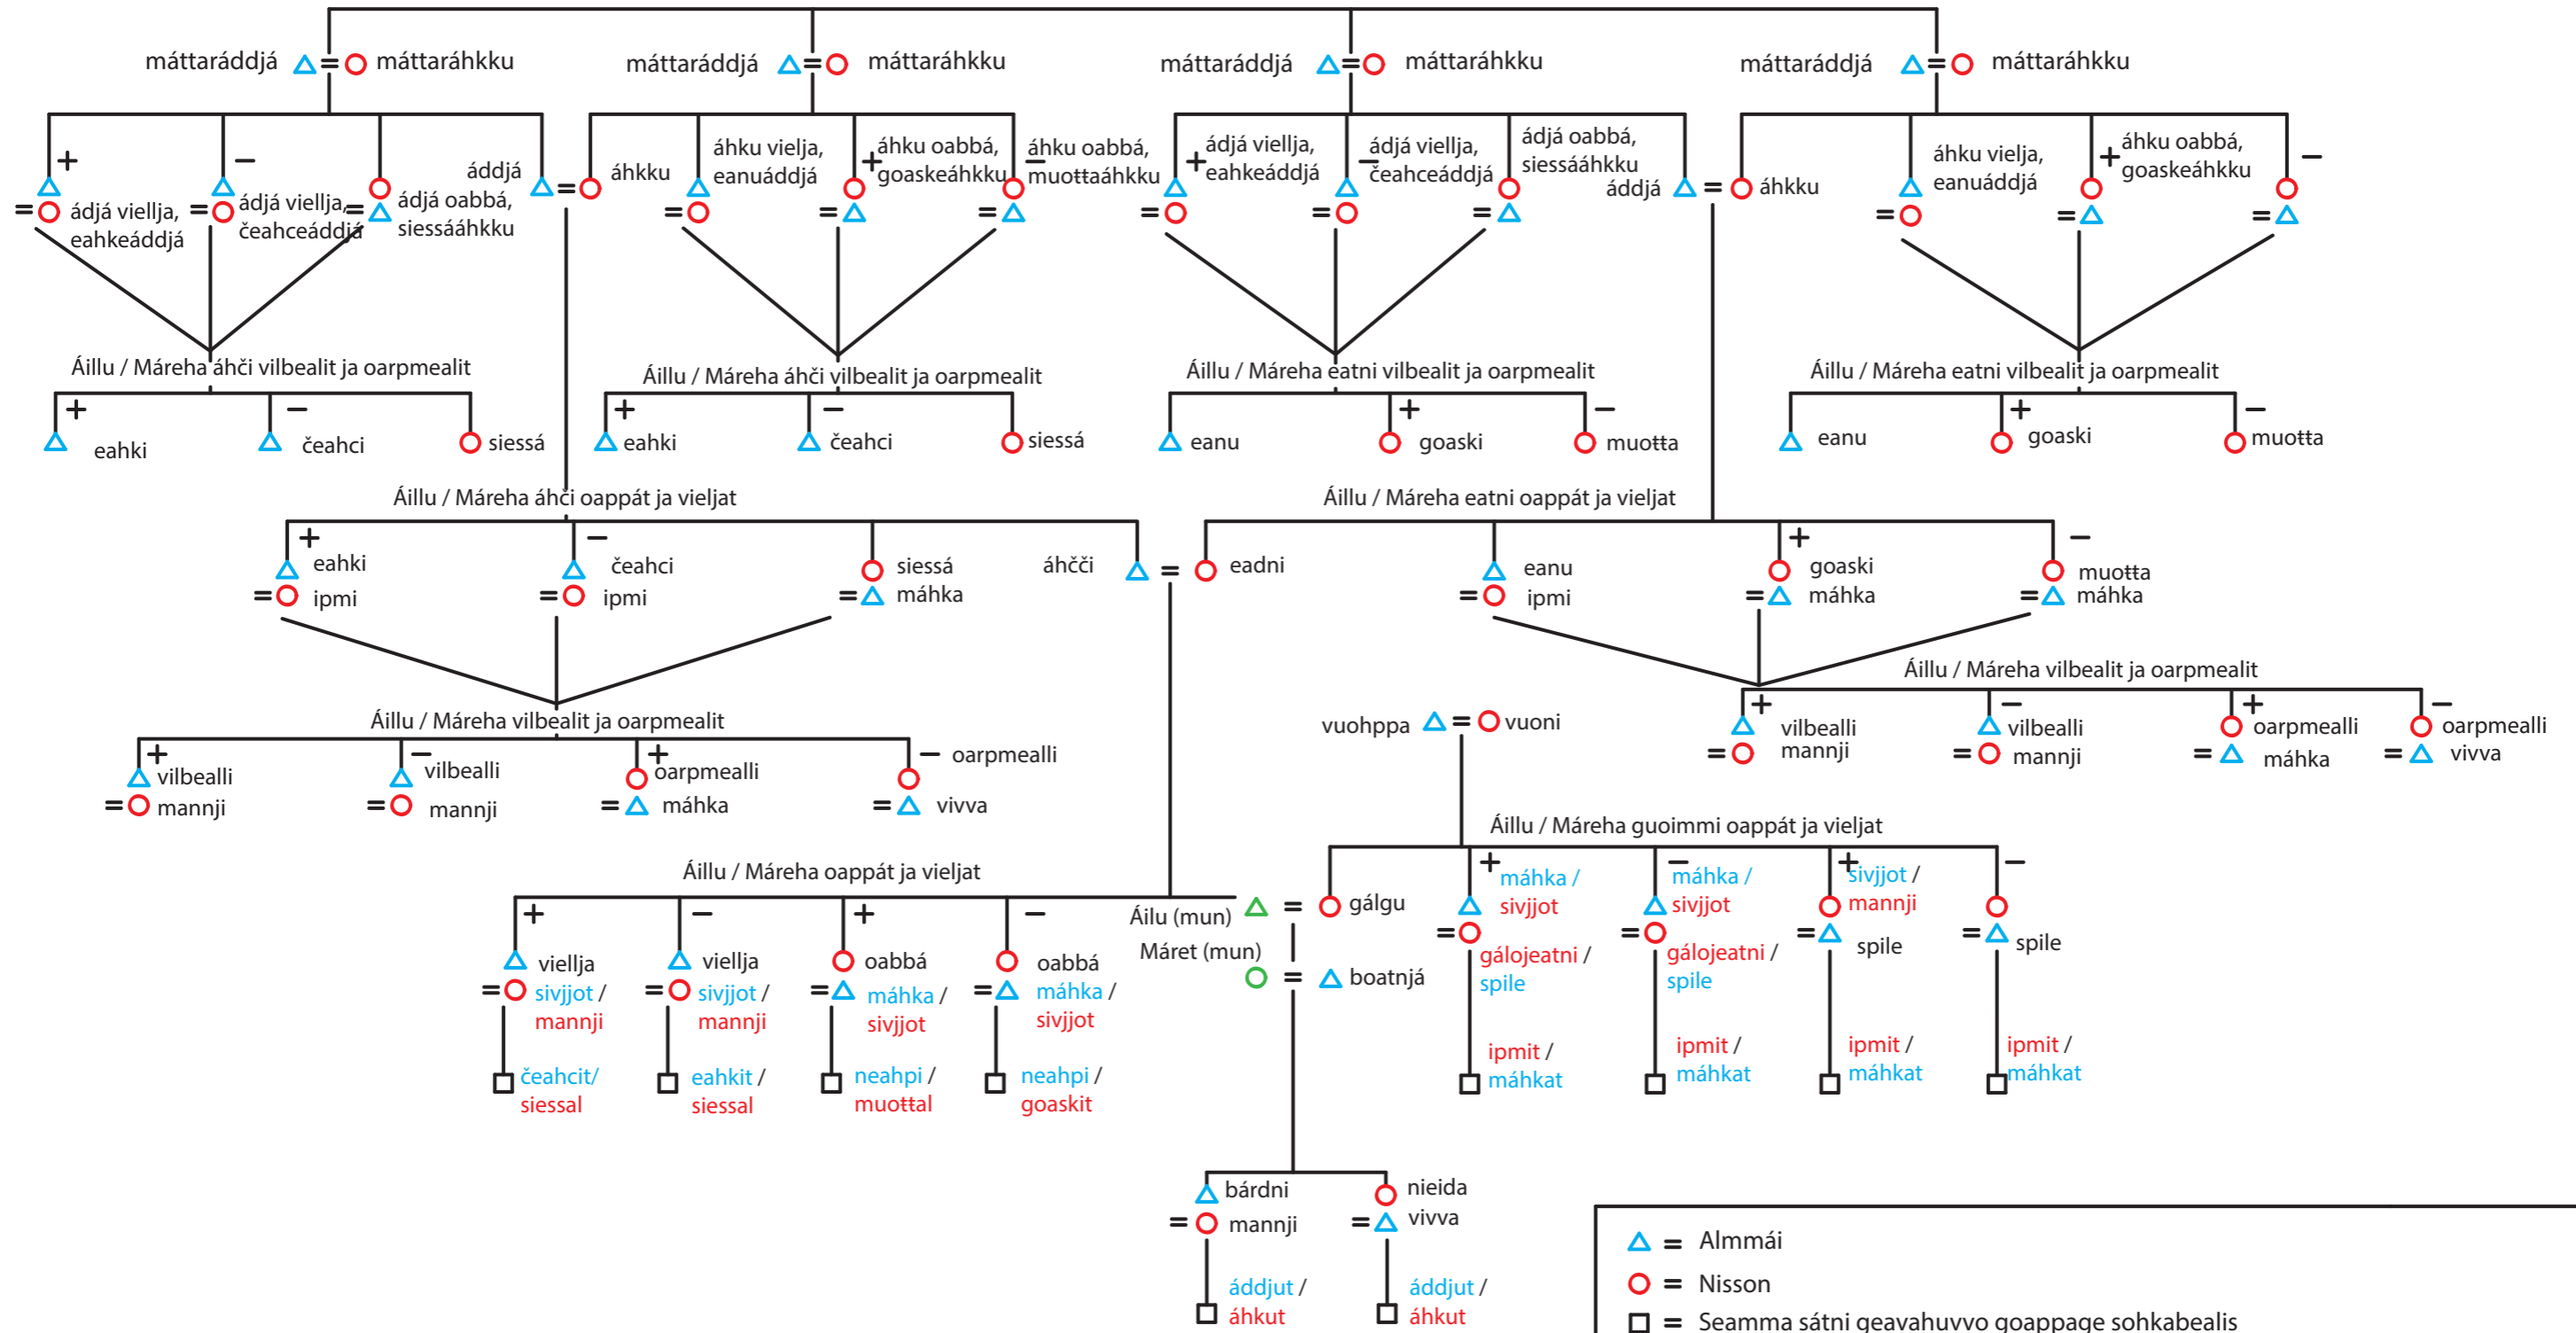 máttaráddjá = máttaráhkku
máttaráddjá = máttaráhkku
máttaráddjá = máttaráhkku
máttaráddjá = máttaráhkku
+
=
ádjá viellja,
eahkeáddjá
−
=
ádjá viellja,
čeahceáddjá
=
ádjá oabbá,
siessááhkku
áddjá = áhkku
áhku vielja,
eanuáddjá
=
+
áhku oabbá,
goaskeáhkku
=
−
áhku oabbá,
muottaáhkku
=
+
ádjá viellja,
eahkeáddjá
=
−
ádjá viellja,
čeahceáddjá
=
ádjá oabbá,
siessááhkku
=
áddjá = áhkku
áhku vielja,
eanuáddjá
=
+
áhku oabbá,
goaskeáhkku
=
−
=
Áillu / Máreha áhči vilbealit ja oarpmealit
+ eahki
− čeahci
siessá
Áillu / Máreha áhči vilbealit ja oarpmealit
+ eahki
− čeahci
siessá
Áillu / Máreha eatni vilbealit ja oarpmealit
eanu
+ goaski
− muotta
Áillu / Máreha eatni vilbealit ja oarpmealit
eanu
+ goaski
− muotta
Áillu / Máreha áhči oappát ja vieljat
+ eahki
= ipmi
− čeahci
= ipmi
siessá
= máhka
áhčči = eadni
Áillu / Máreha eatni oappát ja vieljat
eanu
= ipmi
+ goaski
= máhka
− muotta
= máhka
Áillu / Máreha vilbealit ja oarpmealit
+ vilbealli
= mannji
− vilbealli
= mannji
+ oarpmealli
= máhka
− oarpmealli
= vivva
Áillu / Máreha vilbealit ja oarpmealit
+ vilbealli
= mannji
− vilbealli
= mannji
+ oarpmealli
= máhka
− oarpmealli
= vivva
vuohppa = vuoni
Áillu / Máreha guoimmi oappát ja vieljat
+ máhka /
sivjjot
= gálojeatni /
spile
ipmit /
máhkat
− máhka /
sivjjot
= gálojeatni /
spile
ipmit /
máhkat
+ sivjjot /
mannji
= spile
ipmit /
máhkat
−
= spile
ipmit /
máhkat
Áillu / Máreha oappát ja vieljat
+ viellja
= sivjjot /
mannji
čeahcit/
siessal
− viellja
= sivjjot /
mannji
eahkit /
siessal
+ oabbá
= máhka /
sivjjot
neahpi /
muottal
− oabbá
= máhka /
sivjjot
neahpi /
goaskit
Áilu (mun) = gálgu
Máret (mun) = boatnjá
bárdni
= mannji
áddjut /
áhkut
nieida
= vivva
áddjut /
áhkut
= Almmái
= Nisson
= Seamma sátni geavahuvvo goappage sohkabealis